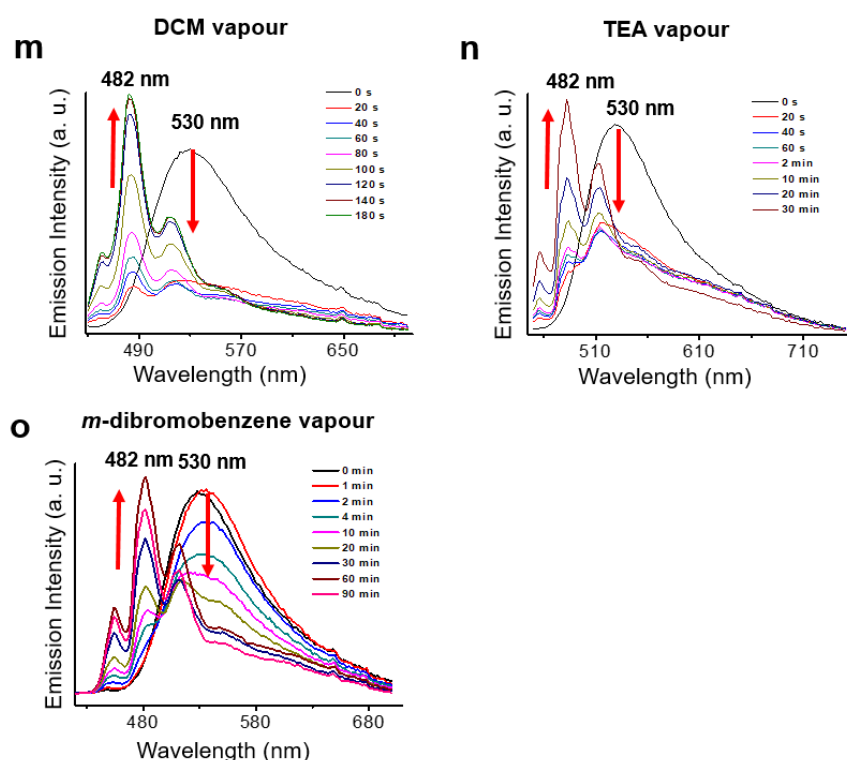 DCM vapour
m
482 nm
530 nm
0 s
20 s
40 s
60 s
80 s
100 s
120 s
140 s
180 s
Emission Intensity (a. u.)
490 570 650
Wavelength (nm)
TEA vapour
n
482 nm
530 nm
0 s
20 s
40 s
60 s
2 min
10 min
20 min
30 min
Emission Intensity (a. u.)
510 610 710
Wavelength (nm)
o
m-dibromobenzene vapour
482 nm 530 nm
0 min
1 min
2 min
4 min
10 min
20 min
30 min
60 min
90 min
Emission Intensity (a. u.)
480 580 680
Wavelength (nm)